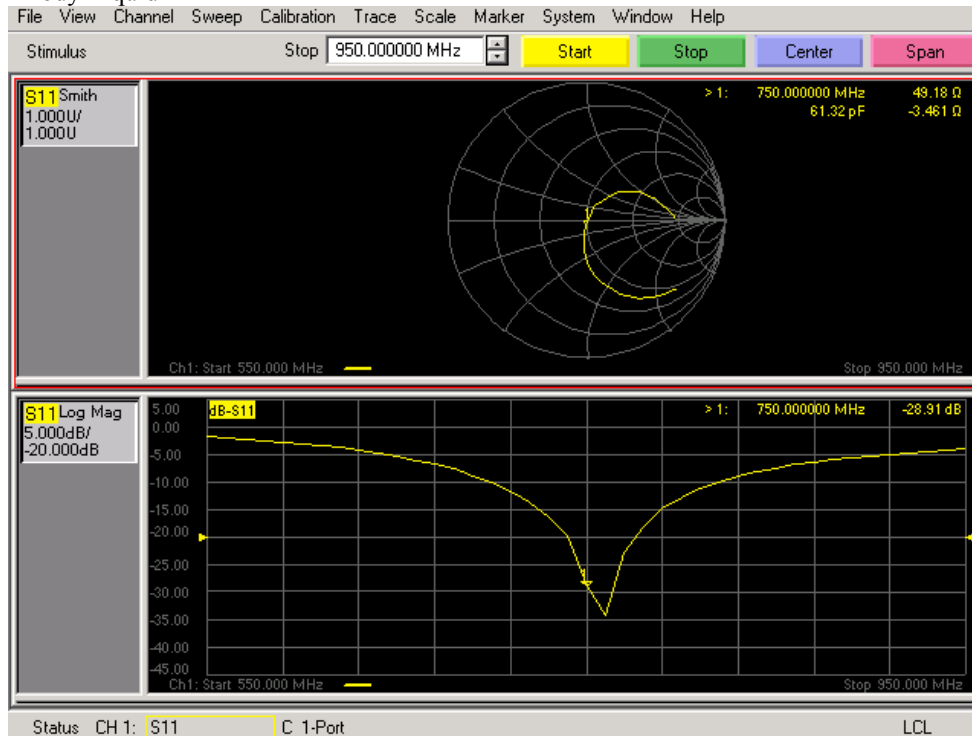 File View Channel Sweep Calibration Trace Scale Marker System Window Help
Stimulus Stop 950.000000 MHz Start Stop Center Span
S11 Smith
1.000U/
1.000U
> 1: 750.000000 MHz 49.18 Ω
61.32 pF -3.461 Ω
Ch1: Start 550.000 MHz Stop 950.000 MHz
S11 Log Mag
5.000dB/
-20.000dB
dB-S11
> 1: 750.000000 MHz -28.91 dB
5.00
0.00
-5.00
-10.00
-15.00
-20.00
-25.00
-30.00
-35.00
-40.00
-45.00
1
Ch1: Start 550.000 MHz Stop 950.000 MHz
Status CH 1: S11 C 1-Port LCL